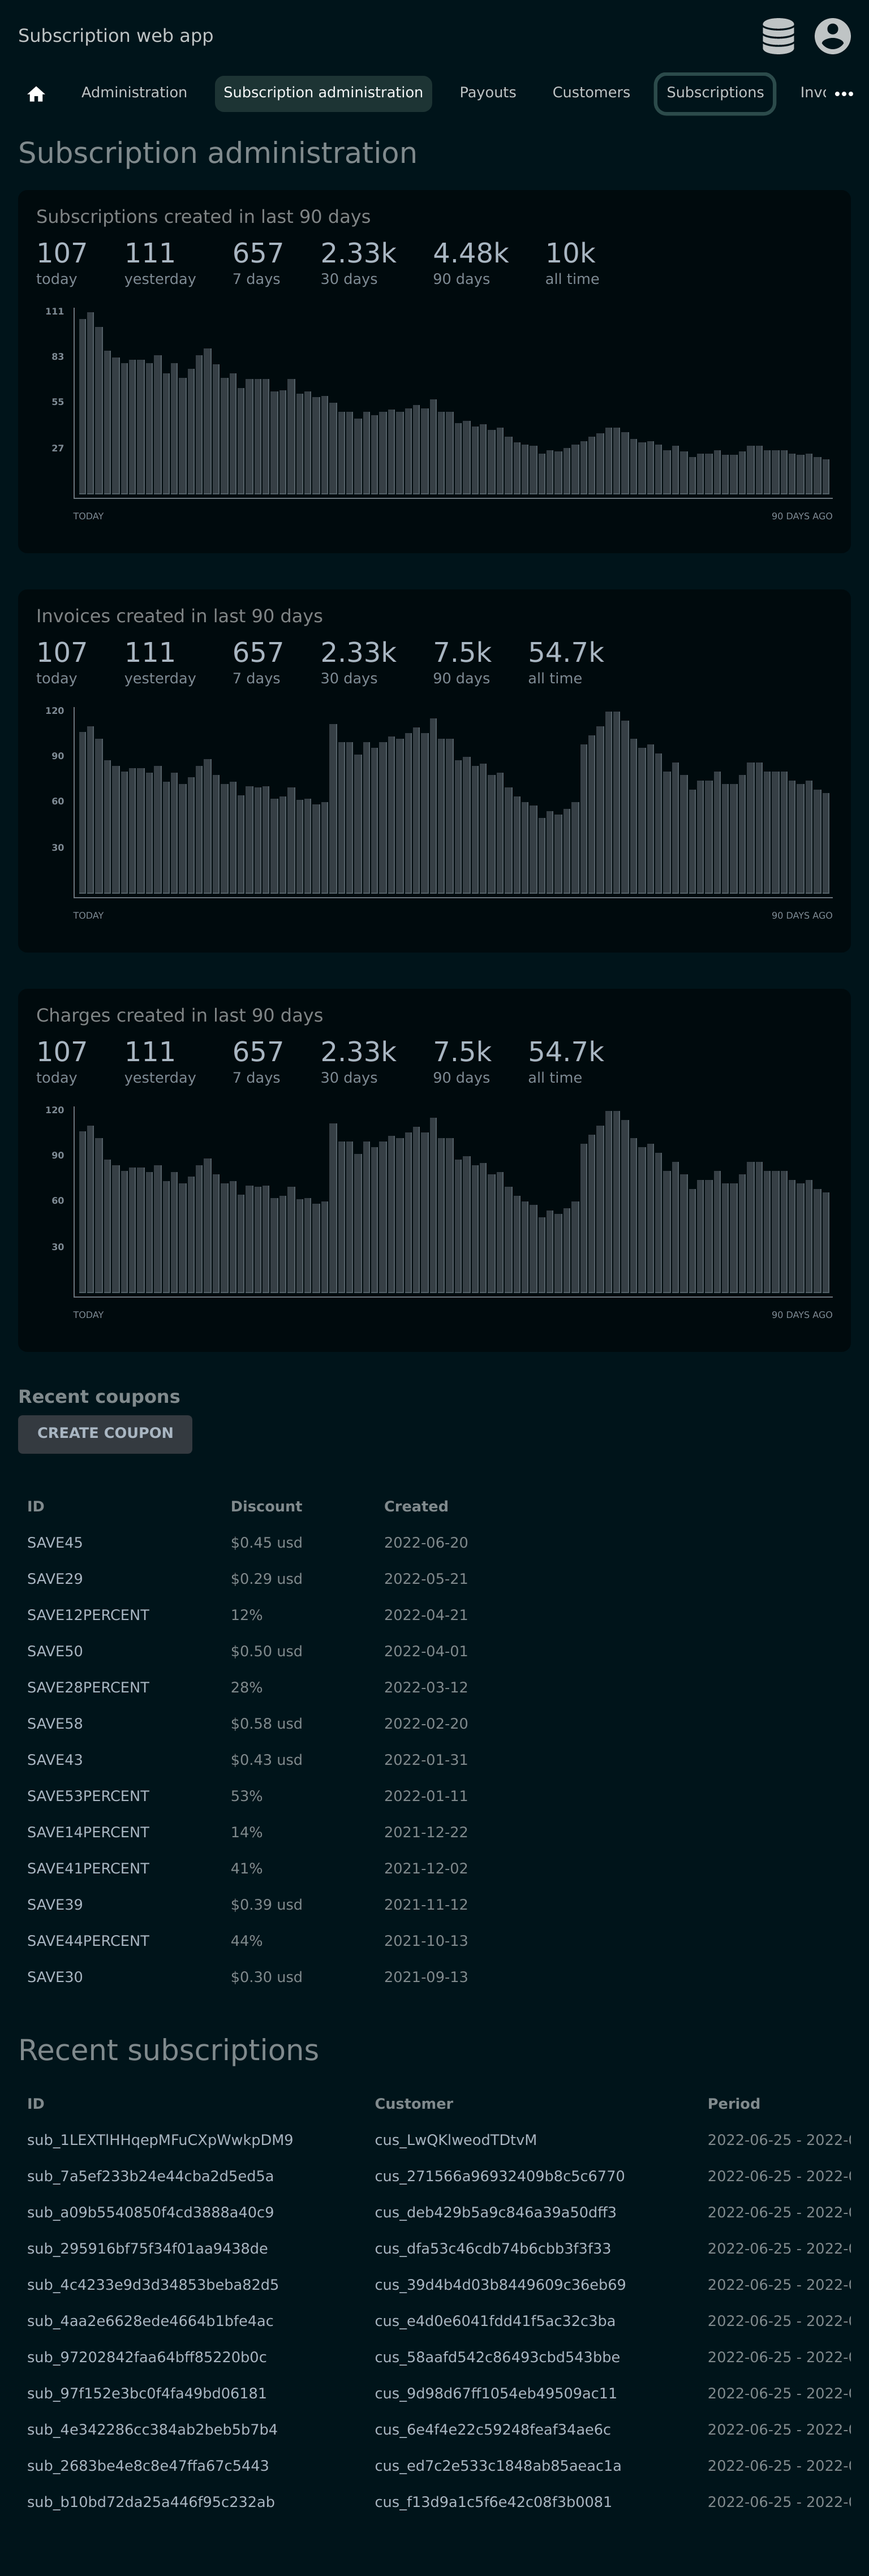 Subscription web app
Administration Subscription administration Payouts Customers Subscriptions
Subscription administration
Subscriptions created in last 90 days
107 111 657 2.33k 4.48k 10k
today yesterday 7 days 30 days 90 days all time
111
83
55
27
TODAY 90 DAYS AGO
Invoices created in last 90 days
107 111 657 2.33k 7.5k 54.7k
today yesterday 7 days 30 days 90 days all time
120
90
60
30
TODAY 90 DAYS AGO
Charges created in last 90 days
107 111 657 2.33k 7.5k 54.7k
today yesterday 7 days 30 days 90 days all time
120
90
60
30
TODAY 90 DAYS AGO
Recent coupons
CREATE COUPON
ID Discount Created
SAVE45 $0.45 usd 2022-06-20
SAVE29 $0.29 usd 2022-05-21
SAVE12PERCENT 12% 2022-04-21
SAVE50 $0.50 usd 2022-04-01
SAVE28PERCENT 28% 2022-03-12
SAVE58 $0.58 usd 2022-02-20
SAVE43 $0.43 usd 2022-01-31
SAVE53PERCENT 53% 2022-01-11
SAVE14PERCENT 14% 2021-12-22
SAVE41PERCENT 41% 2021-12-02
SAVE39 $0.39 usd 2021-11-12
SAVE44PERCENT 44% 2021-10-13
SAVE30 $0.30 usd 2021-09-13
Recent subscriptions
ID Customer Period
sub_1LEXTlHHqepMFuCXpWwkpDM9 cus_LwQKlweodTDtvM 2022-06-25 - 2022-
sub_7a5ef233b24e44cba2d5ed5a cus_271566a96932409b8c5c6770 2022-06-25 - 2022-
sub_a09b5540850f4cd3888a40c9 cus_deb429b5a9c846a39a50dff3 2022-06-25 - 2022-
sub_295916bf75f34f01aa9438de cus_dfa53c46cdb74b6cbb3f3f33 2022-06-25 - 2022-
sub_4c4233e9d3d34853beba82d5 cus_39d4b4d03b8449609c36eb69 2022-06-25 - 2022-
sub_4aa2e6628ede4664b1bfe4ac cus_e4d0e6041fdd41f5ac32c3ba 2022-06-25 - 2022-
sub_97202842faa64bff85220b0c cus_58aafd542c86493cbd543bbe 2022-06-25 - 2022-
sub_97f152e3bc0f4fa49bd06181 cus_9d98d67ff1054eb49509ac11 2022-06-25 - 2022-
sub_4e342286cc384ab2beb5b7b4 cus_6e4f4e22c59248feaf34ae6c 2022-06-25 - 2022-
sub_2683be4e8c8e47ffa67c5443 cus_ed7c2e533c1848ab85aeac1a 2022-06-25 - 2022-
sub_b10bd72da25a446f95c232ab cus_f13d9a1c5f6e42c08f3b0081 2022-06-25 - 2022-